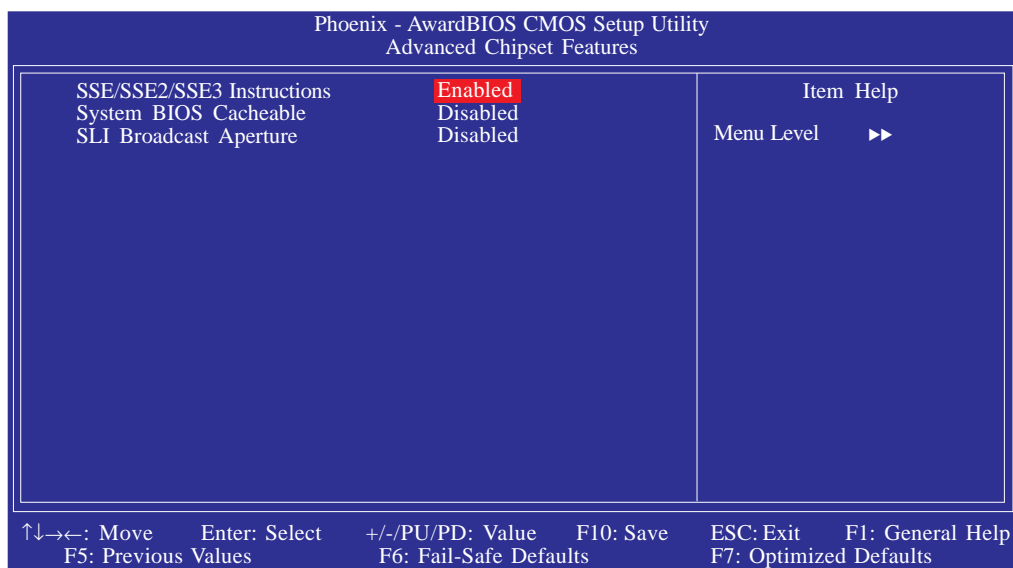 Phoenix - AwardBIOS CMOS Setup Utility
Advanced Chipset Features
SSE/SSE2/SSE3 Instructions Enabled
System BIOS Cacheable Disabled
SLI Broadcast Aperture Disabled
Item Help
Menu Level ▶▶
↑↓→←: Move Enter: Select +/-/PU/PD: Value F10: Save ESC: Exit F1: General Help
F5: Previous Values F6: Fail-Safe Defaults F7: Optimized Defaults